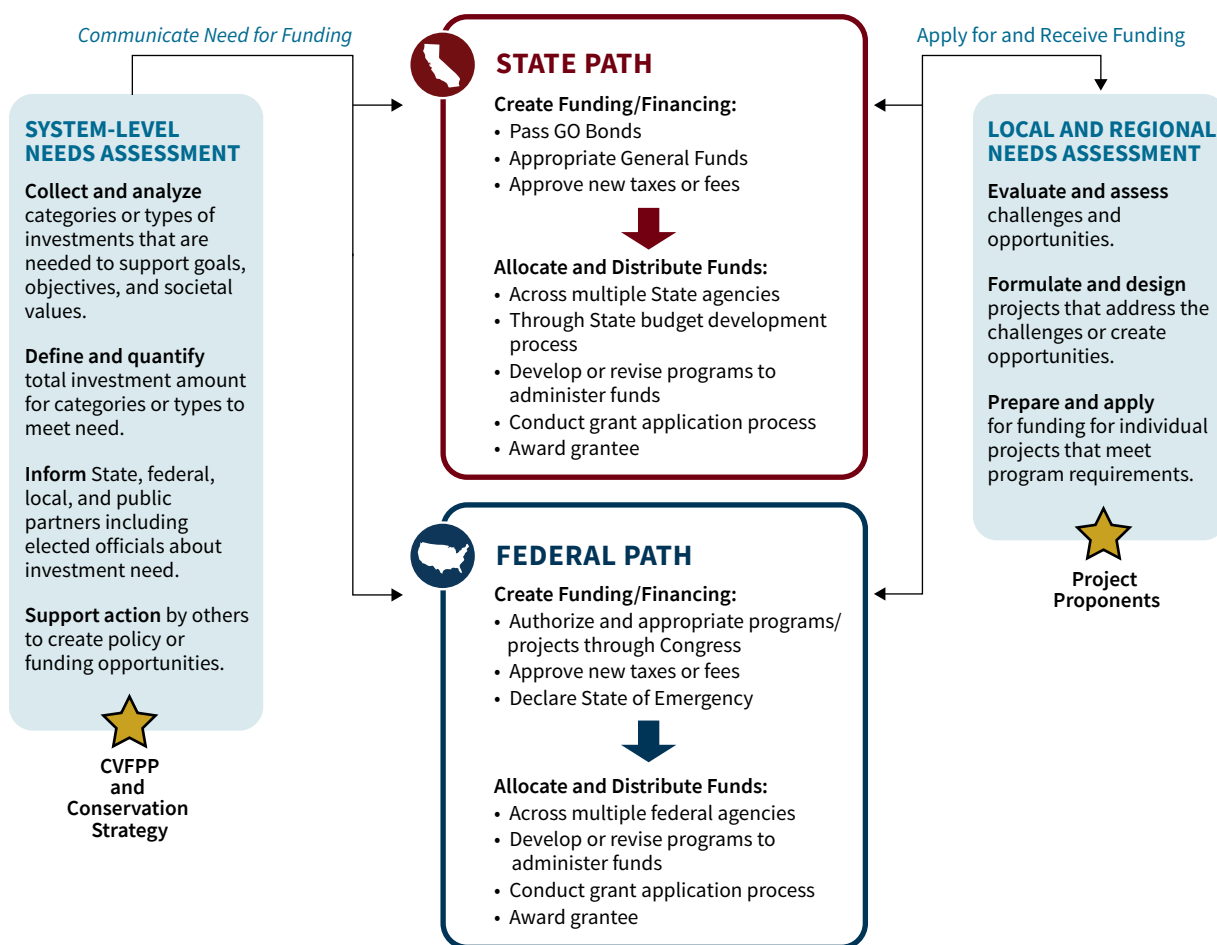 Communicate Need for Funding
SYSTEM-LEVEL
NEEDS ASSESSMENT
Collect and analyze
categories or types of
investments that are
needed to support goals,
objectives, and societal
values.
Define and quantify
total investment amount
for categories or types to
meet need.
Inform State, federal,
local, and public
partners including
elected officials about
investment need.
Support action by others
to create policy or
funding opportunities.
CVFPP
and
Conservation
Strategy
STATE PATH
Create Funding/Financing:
• Pass GO Bonds
• Appropriate General Funds
• Approve new taxes or fees
Allocate and Distribute Funds:
• Across multiple State agencies
• Through State budget development
process
• Develop or revise programs to
administer funds
• Conduct grant application process
• Award grantee
FEDERAL PATH
Create Funding/Financing:
• Authorize and appropriate programs/
projects through Congress
• Approve new taxes or fees
• Declare State of Emergency
Allocate and Distribute Funds:
• Across multiple federal agencies
• Develop or revise programs to
administer funds
• Conduct grant application process
• Award grantee
Apply for and Receive Funding
LOCAL AND REGIONAL
NEEDS ASSESSMENT
Evaluate and assess
challenges and
opportunities.
Formulate and design
projects that address the
challenges or create
opportunities.
Prepare and apply
for funding for individual
projects that meet
program requirements.
Project
Proponents